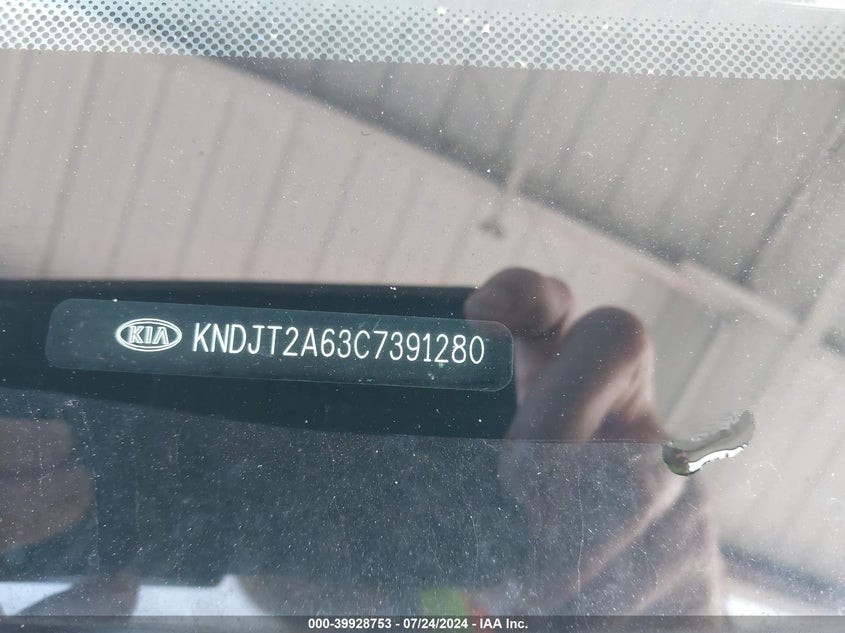 KIA KNDJT2A63C7391280
000-39928753 - 07/24/2024 - IAA Inc.